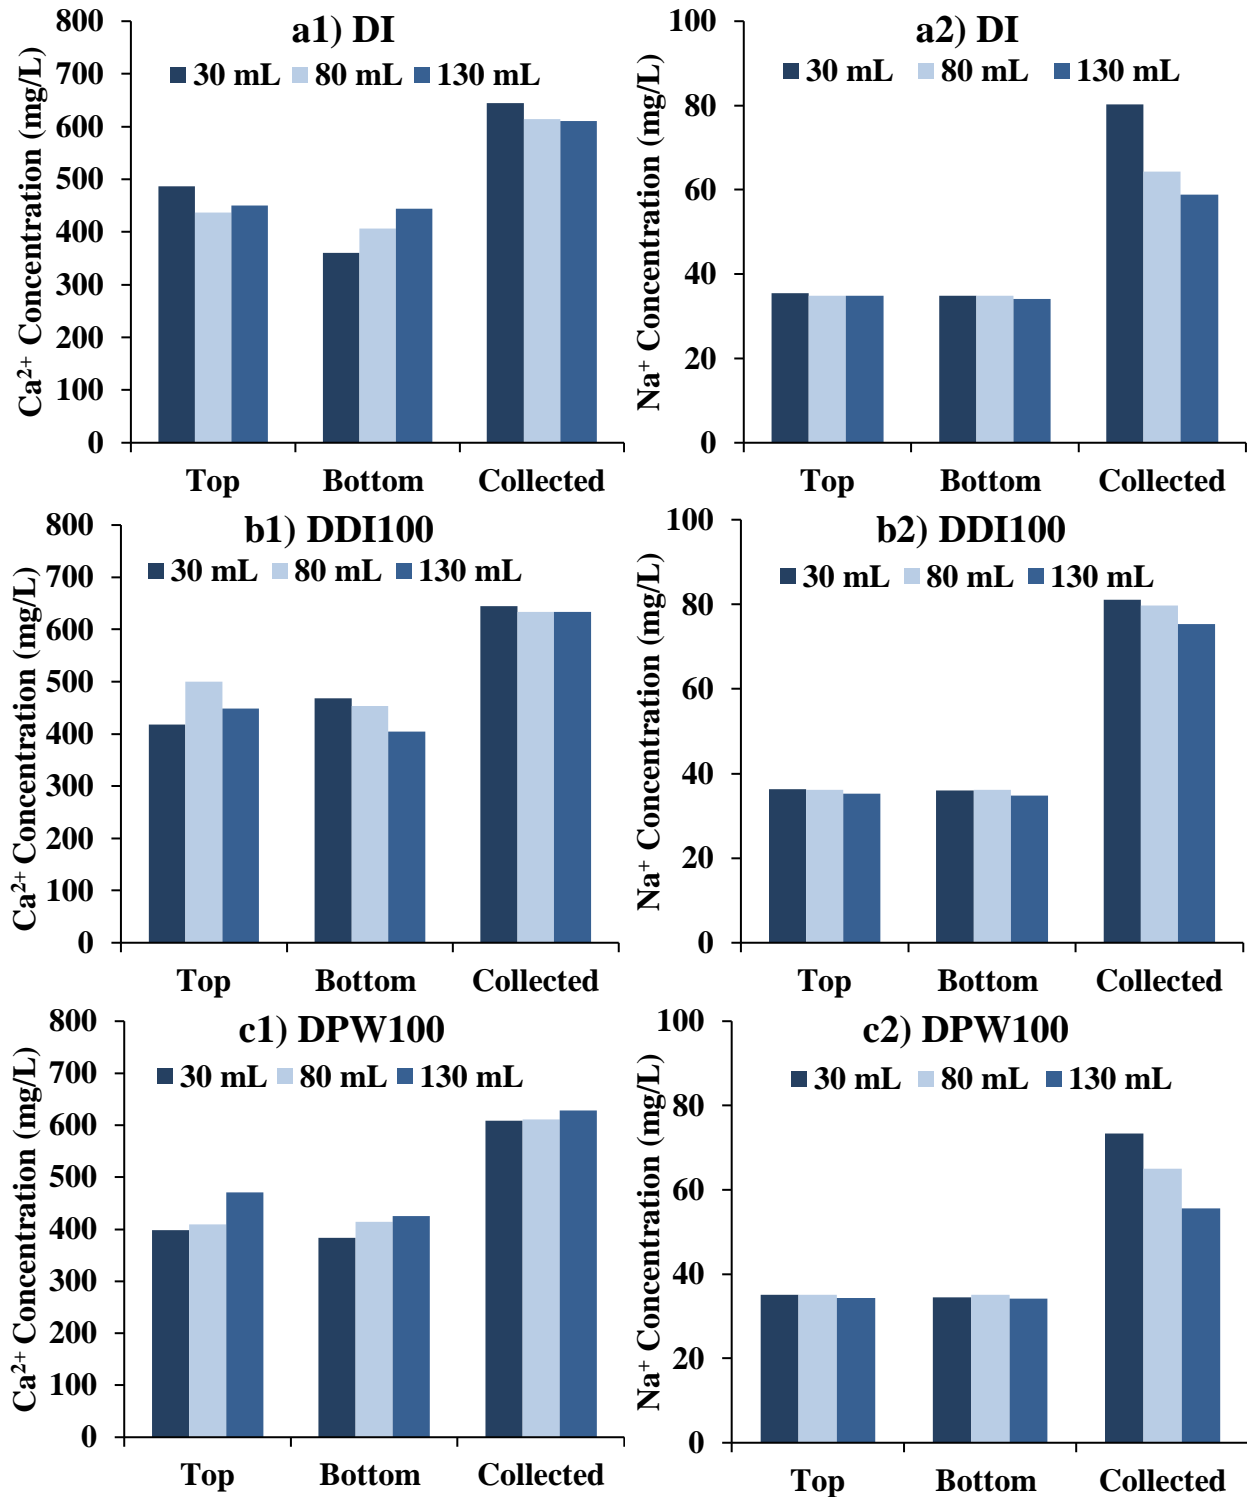 a1) DI
30 mL 80 mL 130 mL
Ca²⁺ Concentration (mg/L)
800
700
600
500
400
300
200
100
0
Top Bottom Collected
a2) DI
30 mL 80 mL 130 mL
Na⁺ Concentration (mg/L)
100
80
60
40
20
0
Top Bottom Collected
b1) DDI100
30 mL 80 mL 130 mL
Ca²⁺ Concentration (mg/L)
800
700
600
500
400
300
200
100
0
Top Bottom Collected
b2) DDI100
30 mL 80 mL 130 mL
Na⁺ Concentration (mg/L)
100
80
60
40
20
0
Top Bottom Collected
c1) DPW100
30 mL 80 mL 130 mL
Ca²⁺ Concentration (mg/L)
800
700
600
500
400
300
200
100
0
Top Bottom Collected
c2) DPW100
30 mL 80 mL 130 mL
Na⁺ Concentration (mg/L)
100
80
60
40
20
0
Top Bottom Collected